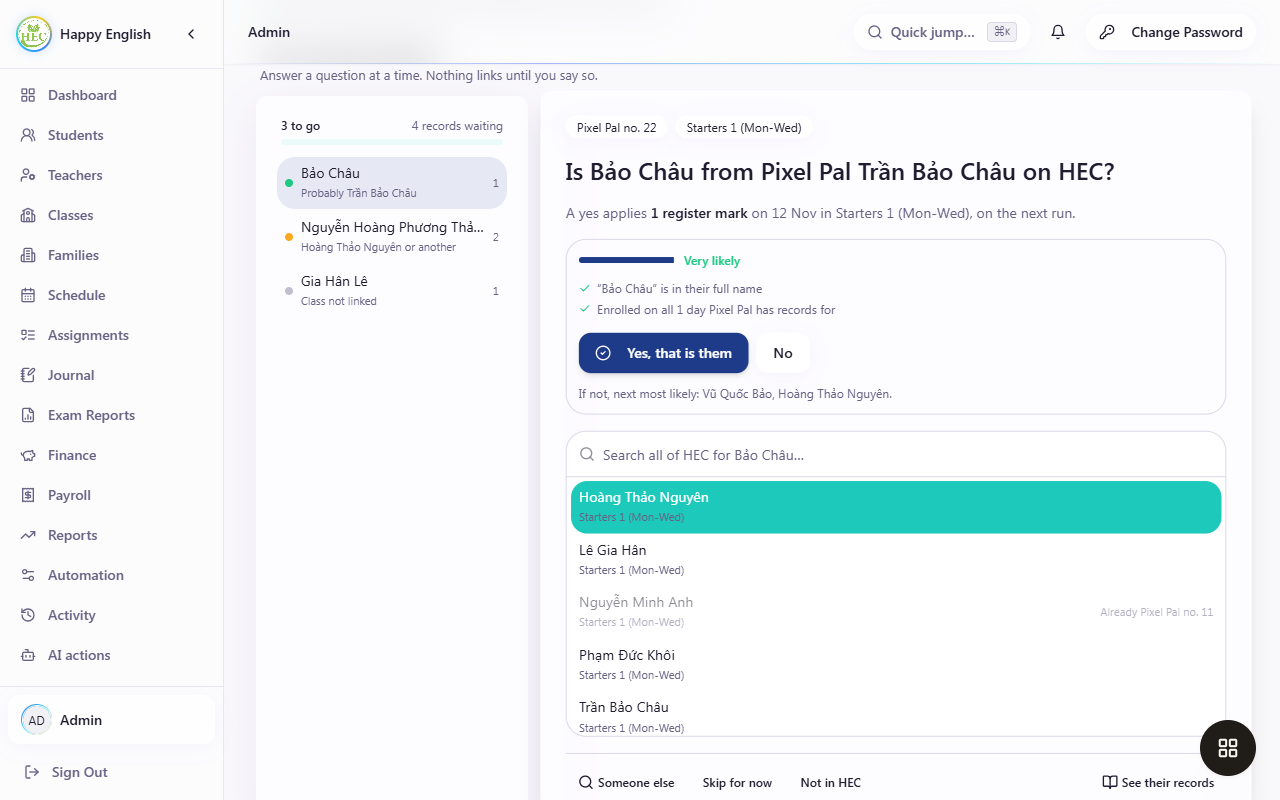 HEC
Happy English
Admin
Quick jump...
⌘K
Change Password
Dashboard
Students
Teachers
Classes
Families
Schedule
Assignments
Journal
Exam Reports
Finance
Payroll
Reports
Automation
Activity
AI actions
AD
Admin
Sign Out
Answer a question at a time. Nothing links until you say so.
3 to go
4 records waiting
Bảo Châu
Probably Trần Bảo Châu
1
Nguyễn Hoàng Phương Thả...
Hoàng Thảo Nguyên or another
2
Gia Hân Lê
Class not linked
1
Pixel Pal no. 22
Starters 1 (Mon-Wed)
Is Bảo Châu from Pixel Pal Trần Bảo Châu on HEC?
A yes applies 1 register mark on 12 Nov in Starters 1 (Mon-Wed), on the next run.
Very likely
“Bảo Châu” is in their full name
Enrolled on all 1 day Pixel Pal has records for
Yes, that is them
No
If not, next most likely: Vũ Quốc Bảo, Hoàng Thảo Nguyên.
Search all of HEC for Bảo Châu...
Hoàng Thảo Nguyên
Starters 1 (Mon-Wed)
Lê Gia Hân
Starters 1 (Mon-Wed)
Nguyễn Minh Anh
Starters 1 (Mon-Wed)
Already Pixel Pal no. 11
Phạm Đức Khôi
Starters 1 (Mon-Wed)
Trần Bảo Châu
Starters 1 (Mon-Wed)
Someone else
Skip for now
Not in HEC
See their records